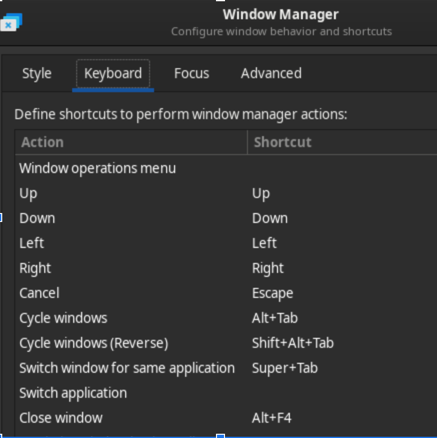 Window Manager
Configure window behavior and shortcuts
Style Keyboard Focus Advanced
Define shortcuts to perform window manager actions:
Action Shortcut
Window operations menu
Up Up
Down Down
Left Left
Right Right
Cancel Escape
Cycle windows Alt+Tab
Cycle windows (Reverse) Shift+Alt+Tab
Switch window for same application Super+Tab
Switch application
Close window Alt+F4